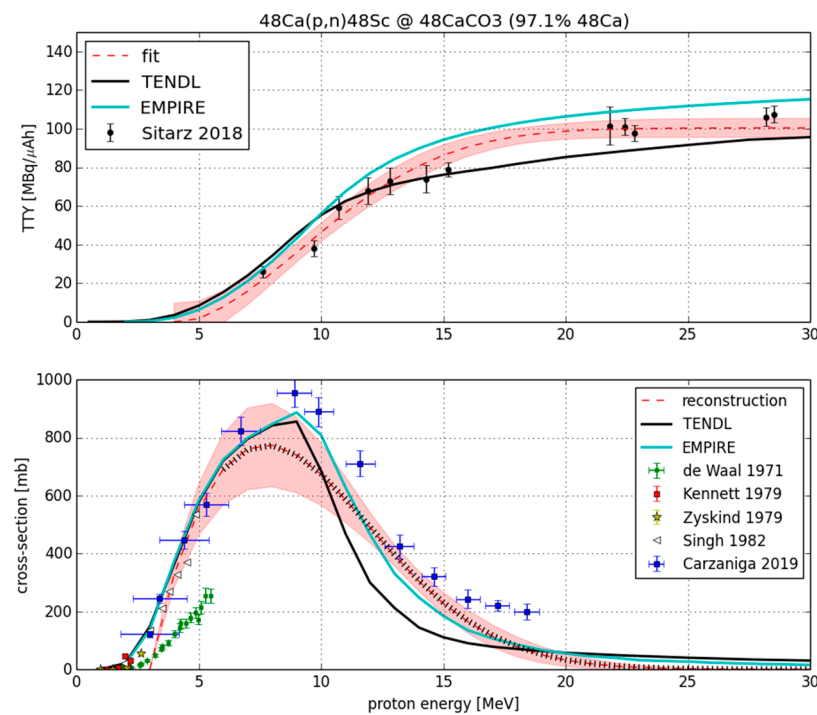 48Ca(p,n)48Sc @ 48CaCO3 (97.1% 48Ca)
TTY [MBq/μAh]
140
120
100
80
60
40
20
0
fit
TENDL
EMPIRE
Sitarz 2018
0 5 10 15 20 25 30
cross-section [mb]
1000
800
600
400
200
0
reconstruction
TENDL
EMPIRE
de Waal 1971
Kennett 1979
Zyskind 1979
Singh 1982
Carzaniga 2019
0 5 10 15 20 25 30
proton energy [MeV]